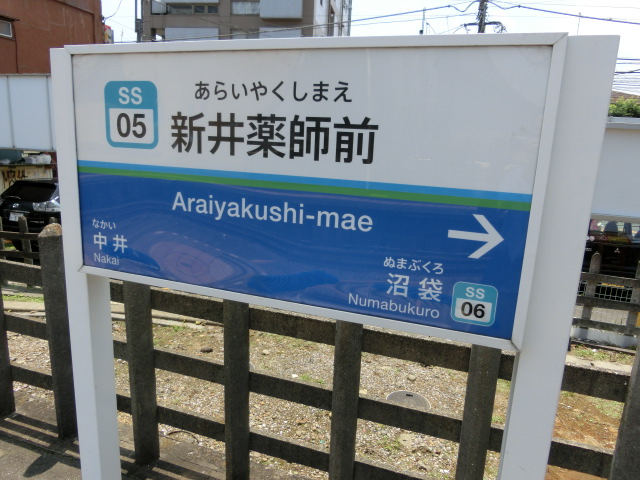 SS
05
あらいやくしまえ
新井薬師前
Araiyakushi-mae
なかい
中井
Nakai
ぬまぶくろ
沼袋
Numabukuro
SS
06